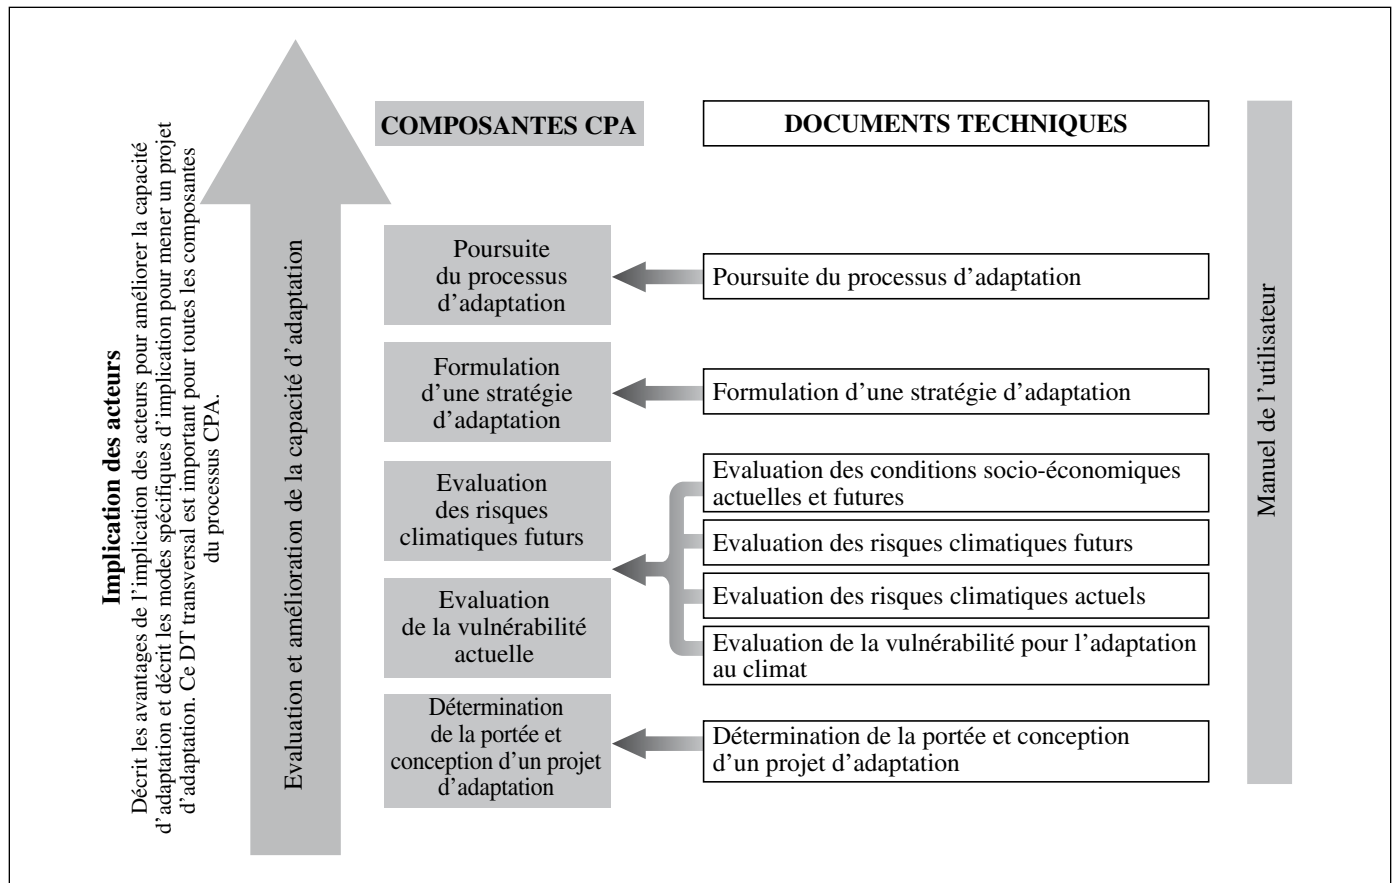 Implication des acteurs
Décrit les avantages de l'implication des acteurs pour améliorer la capacité
d'adaptation et décrit les modes spécifiques d'implication pour mener un projet
d'adaptation. Ce DT transversal est important pour toutes les composantes
du processus CPA.
Evaluation et amélioration de la capacité d'adaptation
COMPOSANTES CPA
Poursuite
du processus
d'adaptation
Formulation
d'une stratégie
d'adaptation
Evaluation
des risques
climatiques futurs
Evaluation
de la vulnérabilité
actuelle
Détermination
de la portée et
conception d'un projet
d'adaptation
DOCUMENTS TECHNIQUES
Poursuite du processus d'adaptation
Formulation d'une stratégie d'adaptation
Evaluation des conditions socio-économiques
actuelles et futures
Evaluation des risques climatiques futurs
Evaluation des risques climatiques actuels
Evaluation de la vulnérabilité pour l'adaptation
au climat
Détermination de la portée et conception
d'un projet d'adaptation
Manuel de l'utilisateur